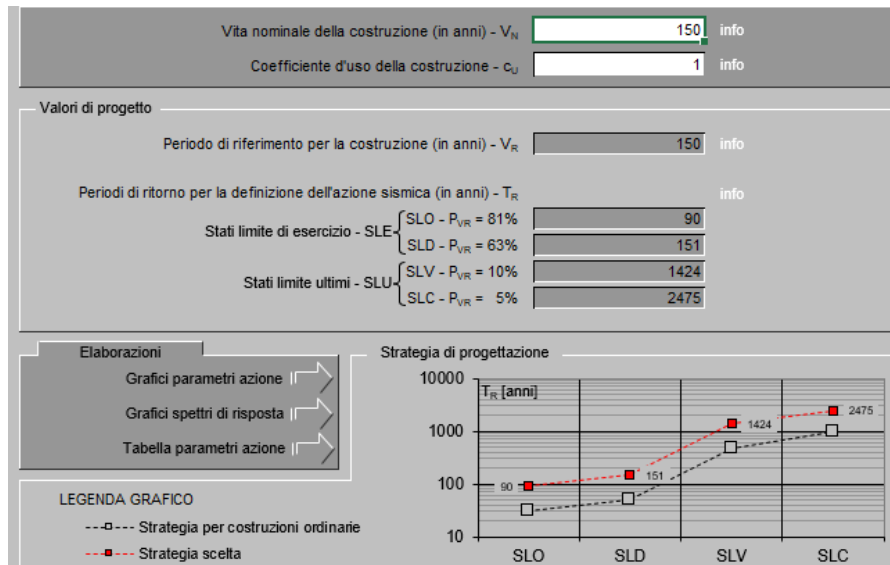 Vita nominale della costruzione (in anni) - VN 150 info
Coefficiente d'uso della costruzione - cU 1 info
Valori di progetto
Periodo di riferimento per la costruzione (in anni) - VR 150 info
Periodi di ritorno per la definizione dell'azione sismica (in anni) - TR info
Stati limite di esercizio - SLE
SLO - PVR = 81% 90
SLD - PVR = 63% 151
Stati limite ultimi - SLU
SLV - PVR = 10% 1424
SLC - PVR = 5% 2475
Elaborazioni
Grafici parametri azione
Grafici spettri di risposta
Tabella parametri azione
LEGENDA GRAFICO
Strategia per costruzioni ordinarie
Strategia scelta
Strategia di progettazione
TR [anni]
10000
1000
100
10
90
151
1424
2475
SLO SLD SLV SLC